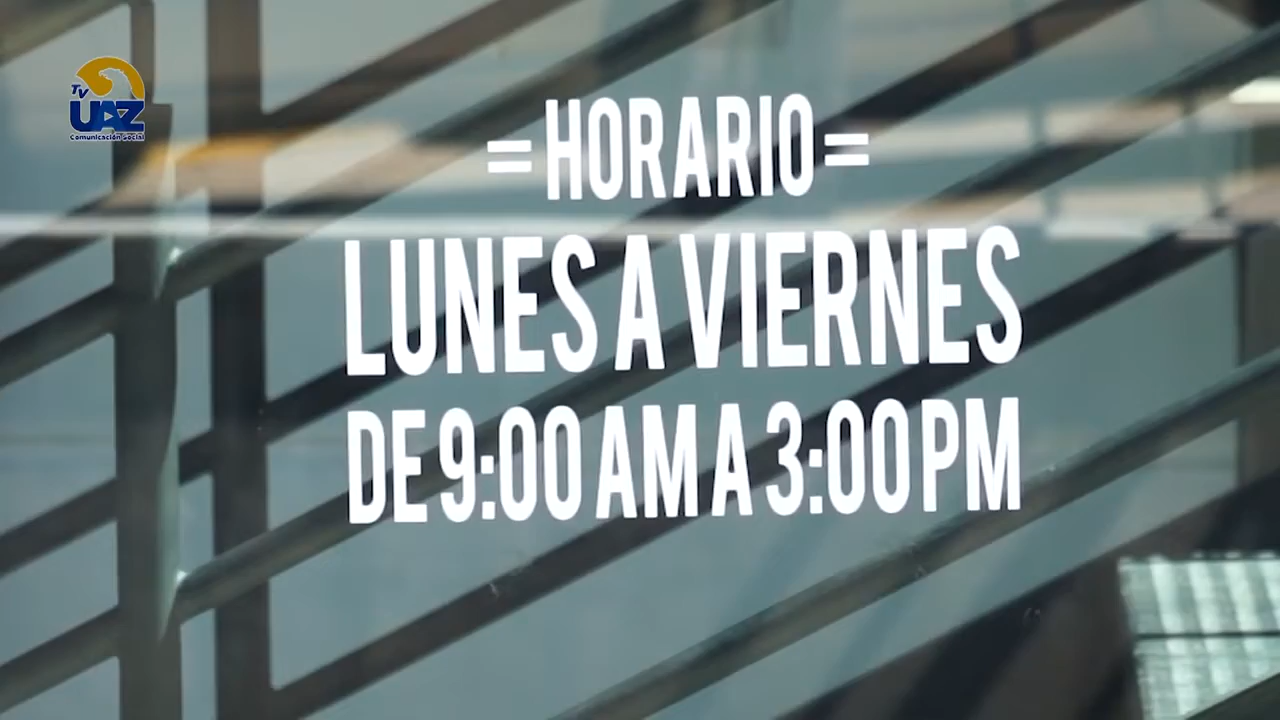 Tv
UAZ
Comunicación Social
=HORARIO=
LUNES A VIERNES
DE 9:00 AM A 3:00 PM